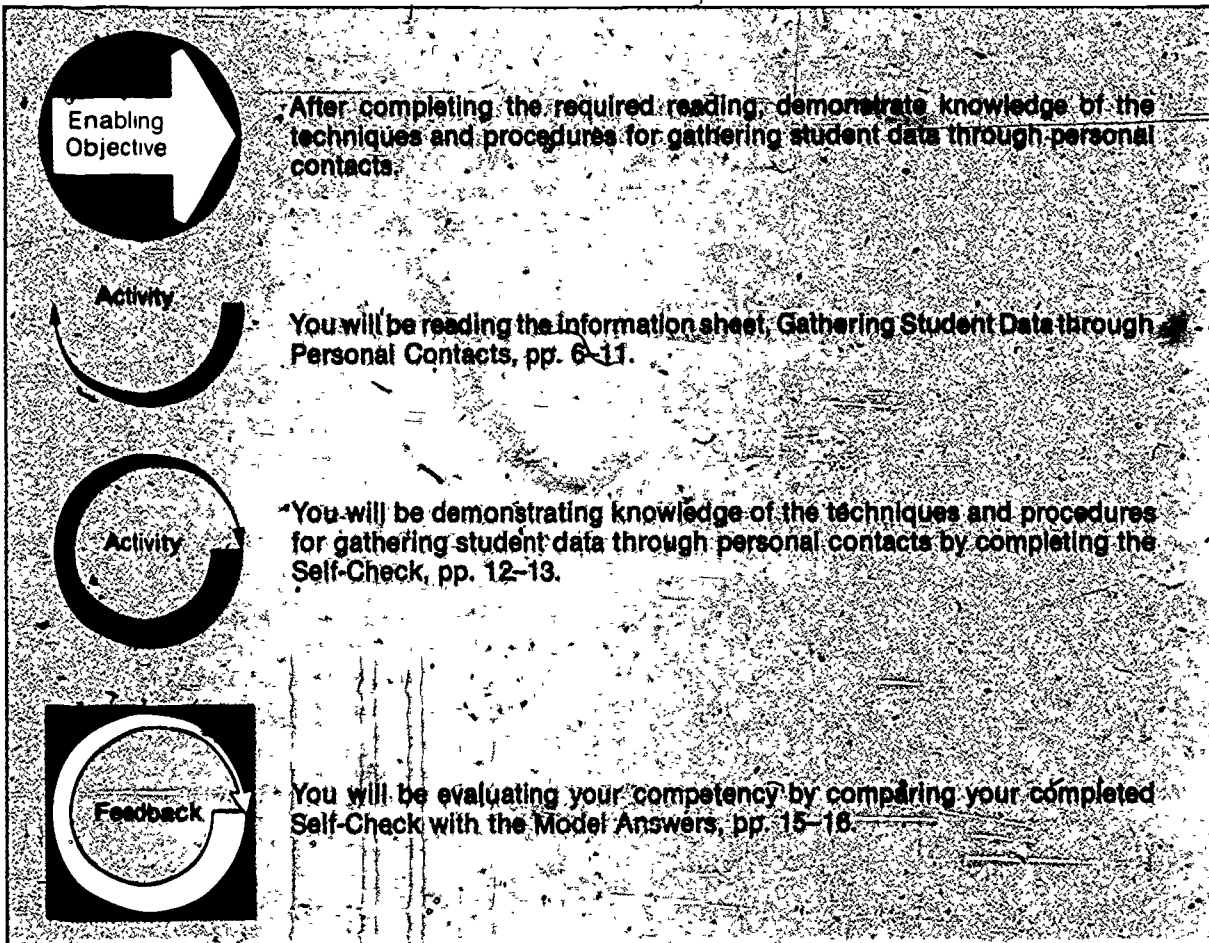 Enabling
Objective
After completing the required reading, demonstrate knowledge of the
techniques and procedures for gathering student data through personal
contacts.
Activity
You will be reading the information sheet, Gathering Student Data through
Personal Contacts, pp. 6–11.
Activity
You will be demonstrating knowledge of the techniques and procedures
for gathering student data through personal contacts by completing the
Self-Check, pp. 12–13.
Feedback
You will be evaluating your competency by comparing your completed
Self-Check with the Model Answers, pp. 15–16.